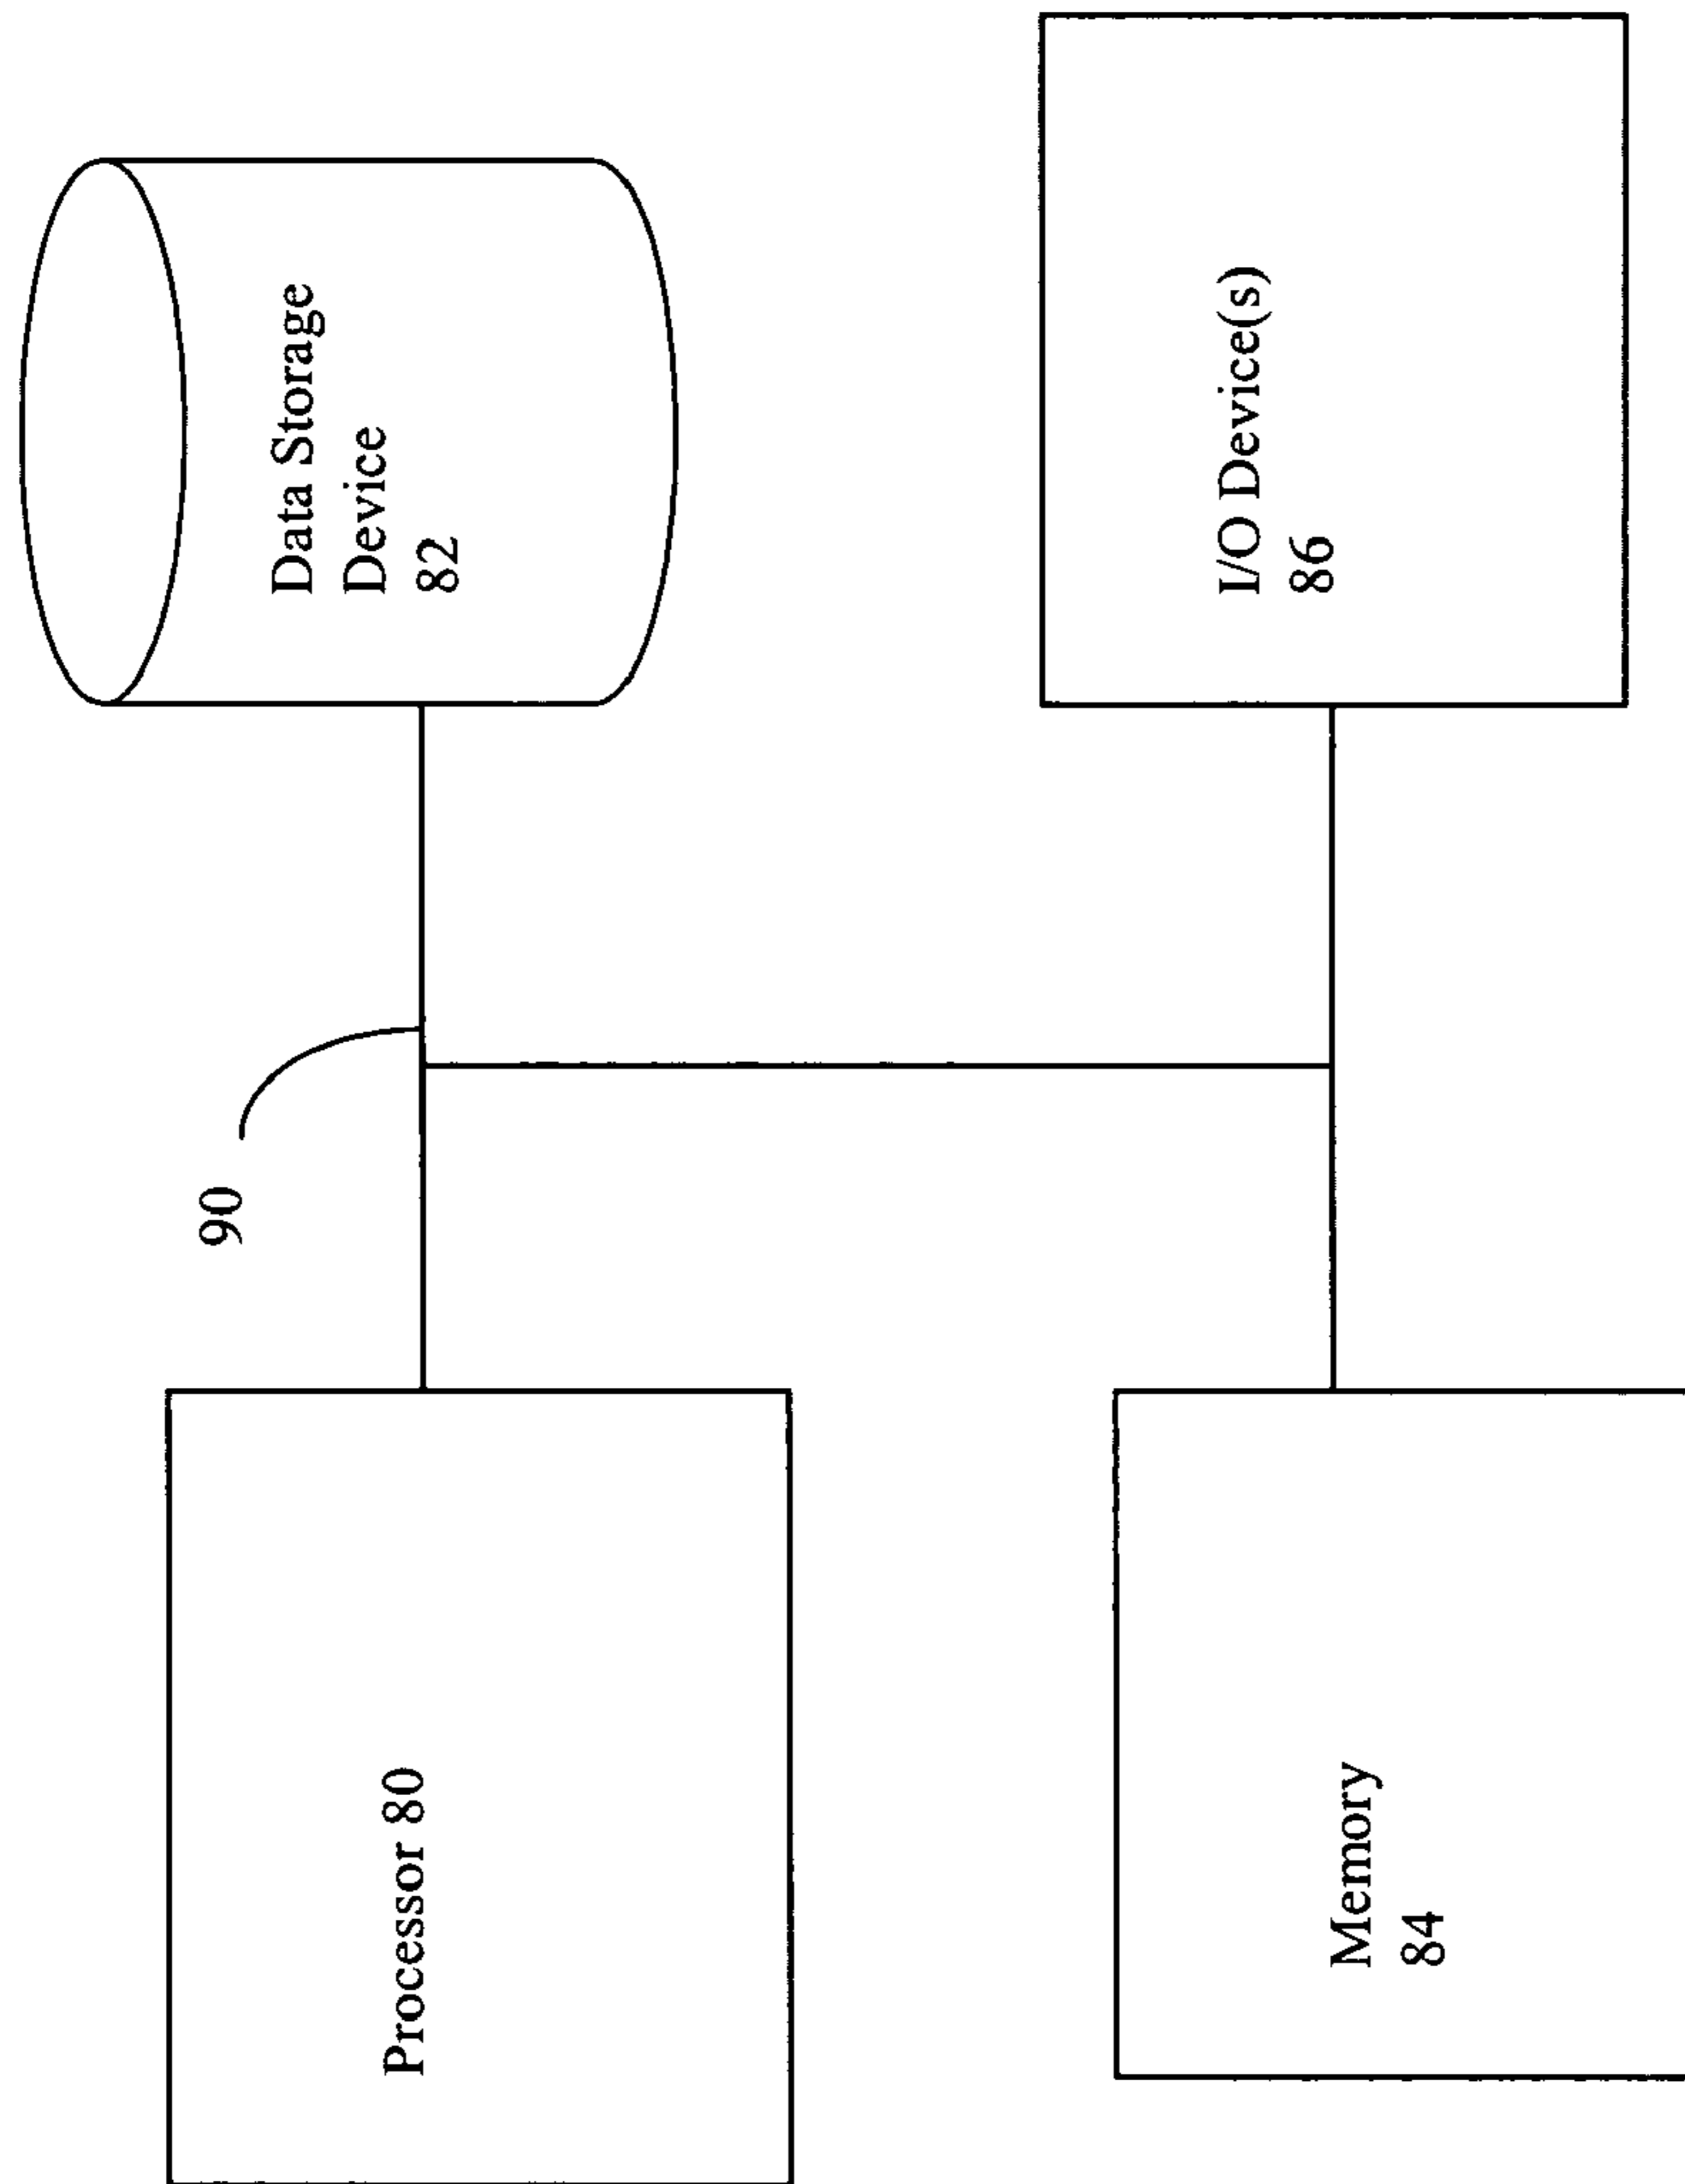 Processor 80
90
Data Storage
Device
82
Memory
84
I/O Device(s)
86